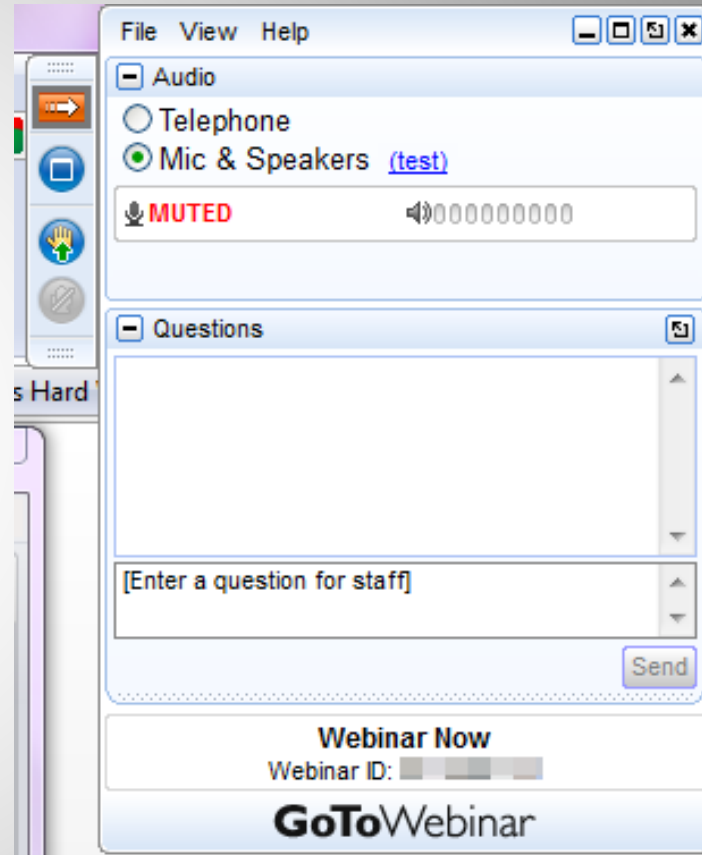 File View Help
Audio
Telephone
Mic & Speakers (test)
MUTED
Questions
s Hard
[Enter a question for staff]
Send
Webinar Now
Webinar ID:
GoToWebinar